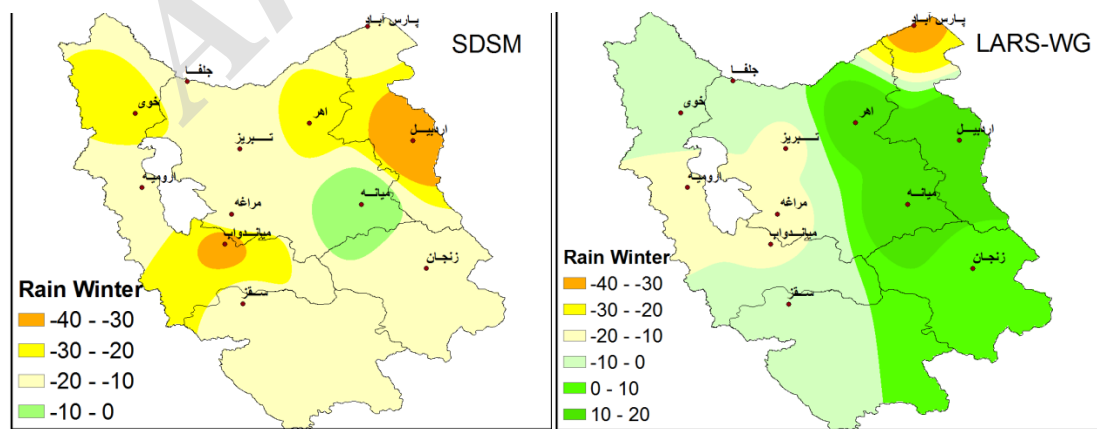 پارس آباد
SDSM
جلفا
خوی
اهر
اردبیل
تبریز
ارومیه
میانه
مراغه
میاندواب
زنجان
سقز
Rain Winter
-40 - -30
-30 - -20
-20 - -10
-10 - 0
پارس آباد
LARS-WG
جلفا
خوی
اهر
اردبیل
تبریز
ارومیه
میانه
مراغه
میاندواب
زنجان
سقز
Rain Winter
-40 - -30
-30 - -20
-20 - -10
-10 - 0
0 - 10
10 - 20